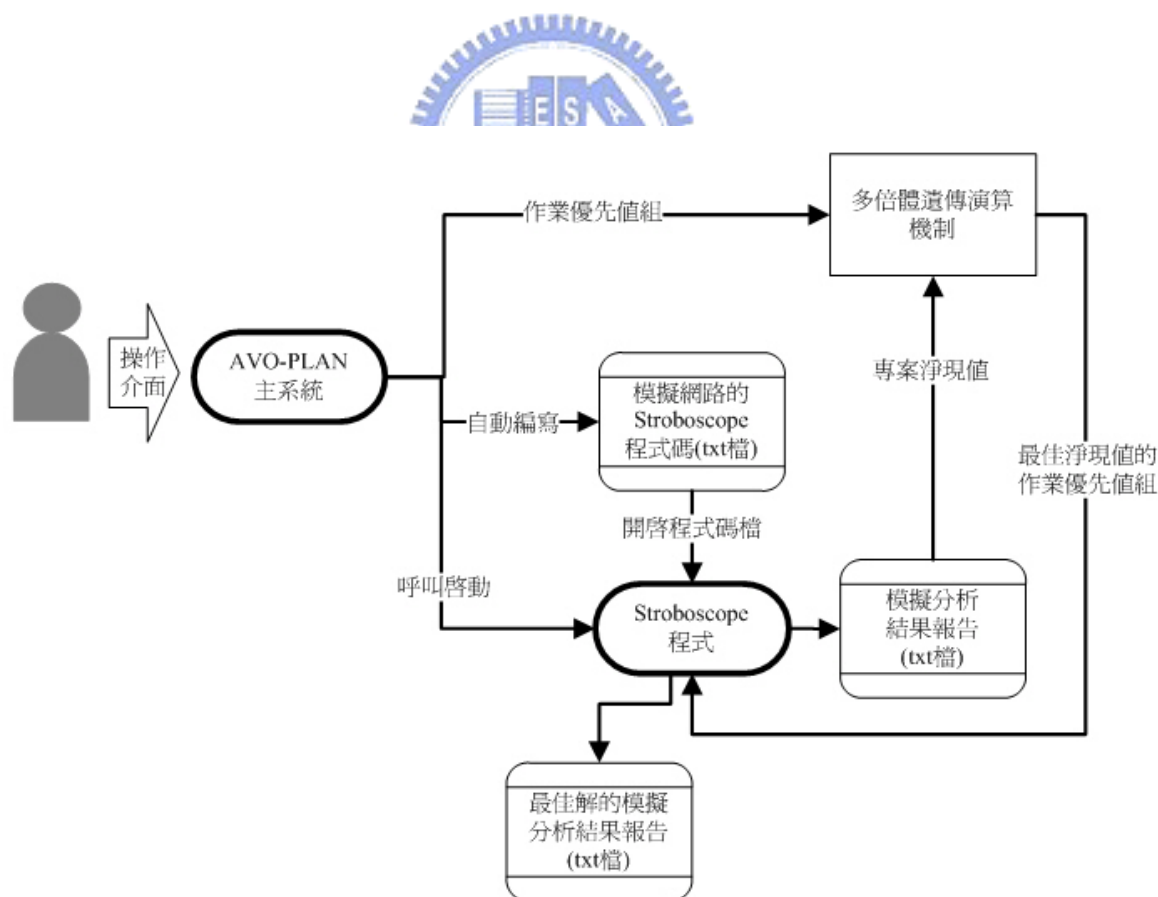 E S A
作業優先值組
多倍體遺傳演算
機制
操作
介面
AVO-PLAN
主系統
自動編寫
模擬網路的
Stroboscope
程式碼(txt檔)
專案淨現值
最佳淨現值的
作業優先值組
開啓程式碼檔
呼叫啓動
Stroboscope
程式
模擬分析
結果報告
(txt檔)
最佳解的模擬
分析結果報告
(txt檔)